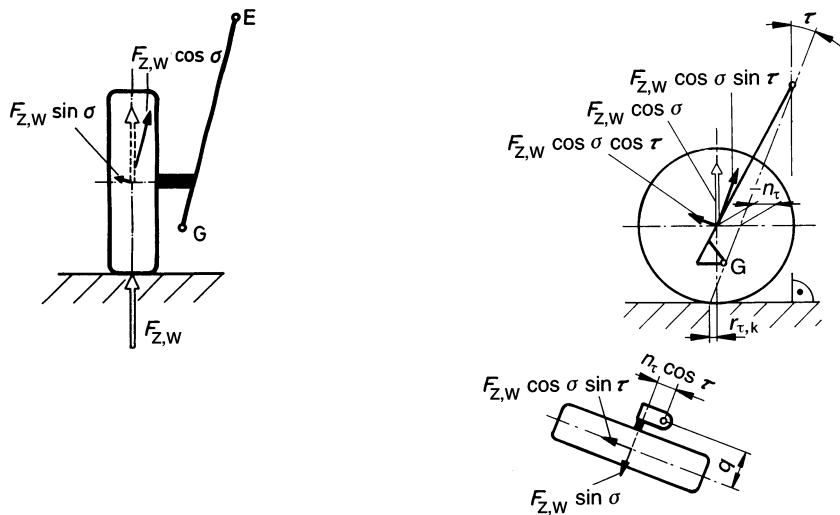 E
F_Z,W cos σ
F_Z,W sin σ
G
F_Z,W
τ
F_Z,W cos σ sin τ
F_Z,W cos σ
F_Z,W cos σ cos τ
-n_τ
G
r_τ,k
n_τ cos τ
F_Z,W cos σ sin τ
q
F_Z,W sin σ